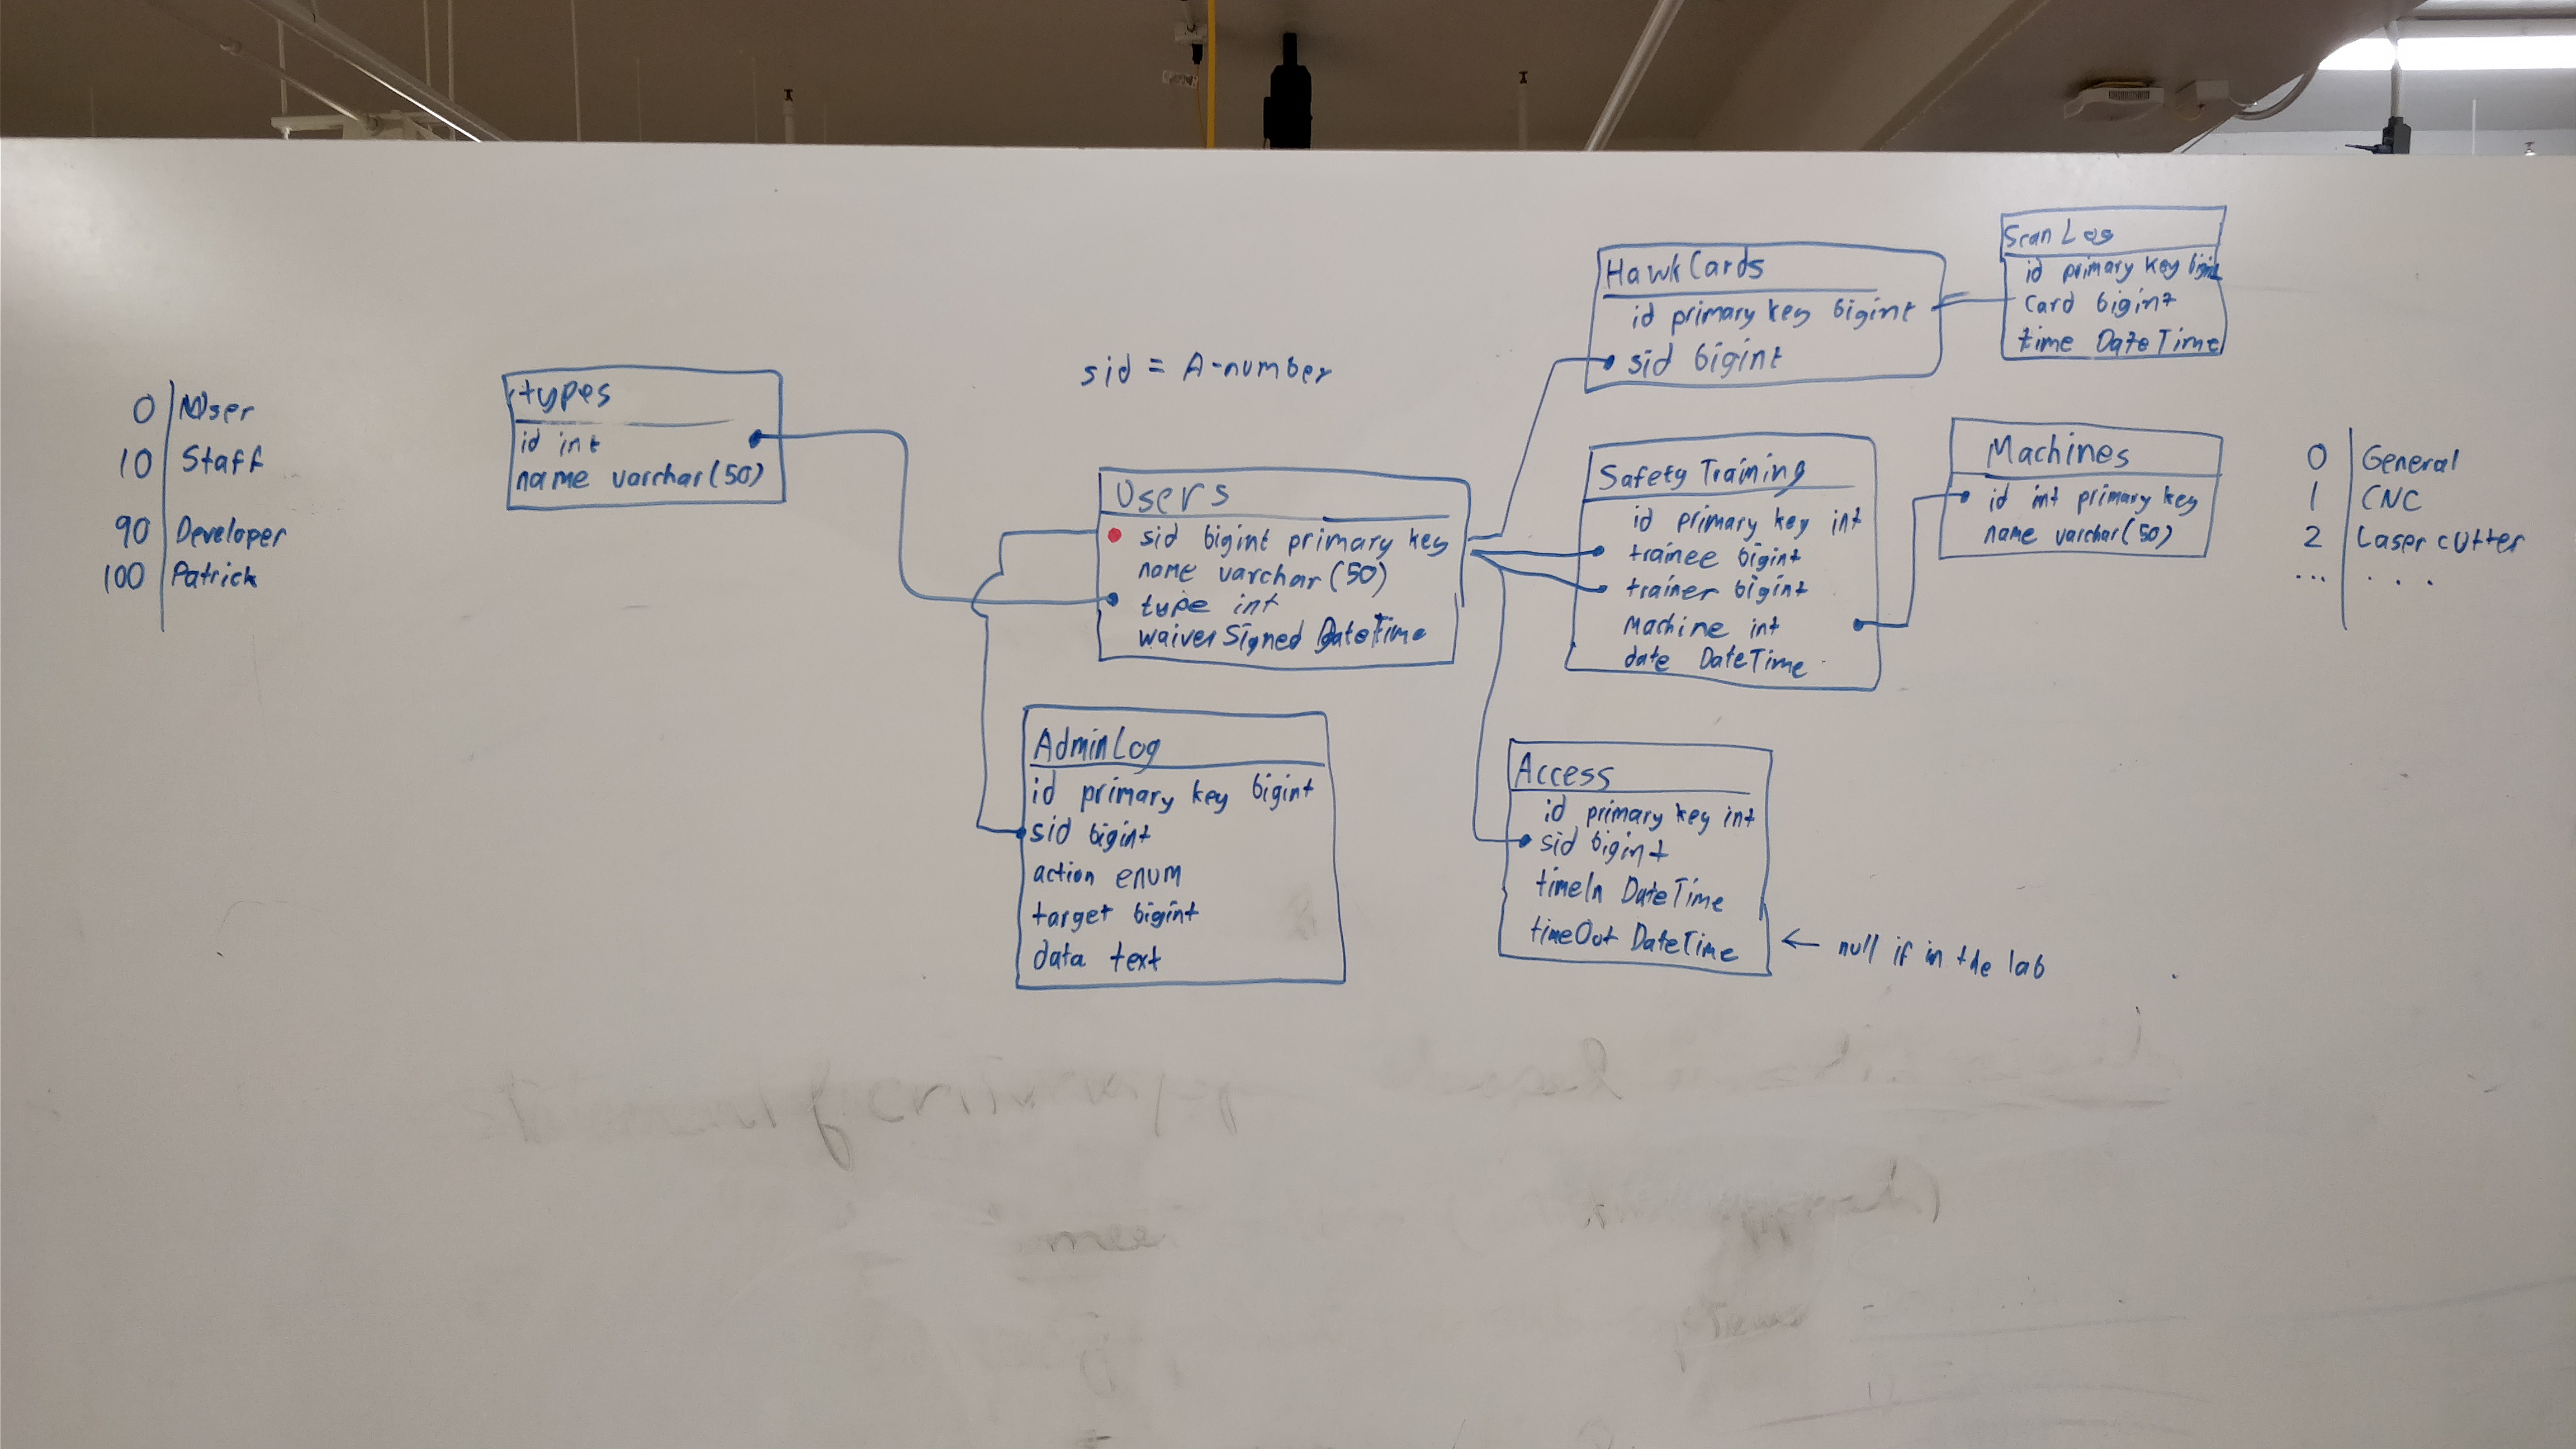 0 User
10 Staff
90 Developer
100 Patrick
types
id int
name varchar(50)
sid = A-number
Users
sid bigint primary key
name varchar(50)
type int
waiverSigned DateTime
AdminLog
id primary key bigint
sid bigint
action enum
target bigint
data text
HawkCards
id primary key bigint
sid bigint
Scan Log
id primary key bigint
card bigint
time DateTime
Safety Training
id primary key int
trainee bigint
trainer bigint
Machine int
date DateTime
Machines
id int primary key
name varchar(50)
0 General
1 CNC
2 Laser cutter
... ...
Access
id primary key int
sid bigint
timeIn DateTime
timeOut DateTime
← null if in the lab